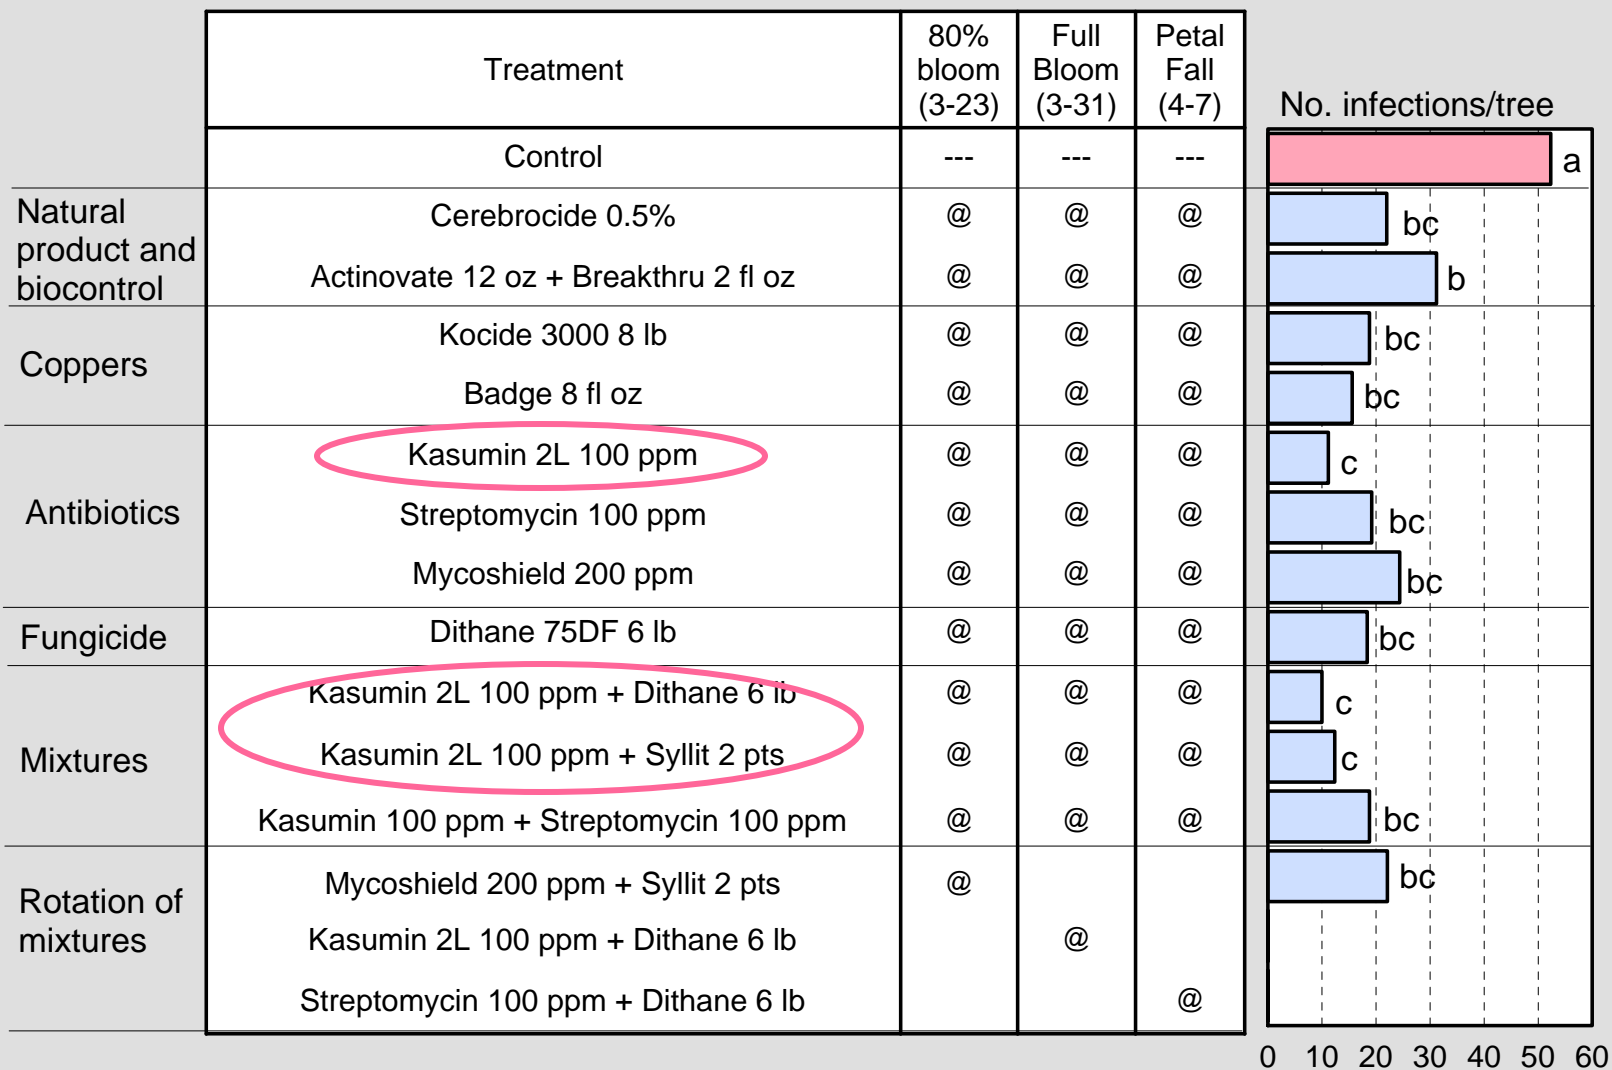 Treatment
80%
bloom
(3-23)
Full
Bloom
(3-31)
Petal
Fall
(4-7)
No. infections/tree
Control --- --- --- a
Natural
product and
biocontrol
Cerebrocide 0.5% @ @ @ bc
Actinovate 12 oz + Breakthru 2 fl oz @ @ @ b
Coppers
Kocide 3000 8 lb @ @ @ bc
Badge 8 fl oz @ @ @ bc
Antibiotics
Kasumin 2L 100 ppm @ @ @ c
Streptomycin 100 ppm @ @ @ bc
Mycoshield 200 ppm @ @ @ bc
Fungicide
Dithane 75DF 6 lb @ @ @ bc
Mixtures
Kasumin 2L 100 ppm + Dithane 6 lb @ @ @ c
Kasumin 2L 100 ppm + Syllit 2 pts @ @ @ c
Kasumin 100 ppm + Streptomycin 100 ppm @ @ @ bc
Rotation of
mixtures
Mycoshield 200 ppm + Syllit 2 pts @ bc
Kasumin 2L 100 ppm + Dithane 6 lb @
Streptomycin 100 ppm + Dithane 6 lb @
0 10 20 30 40 50 60